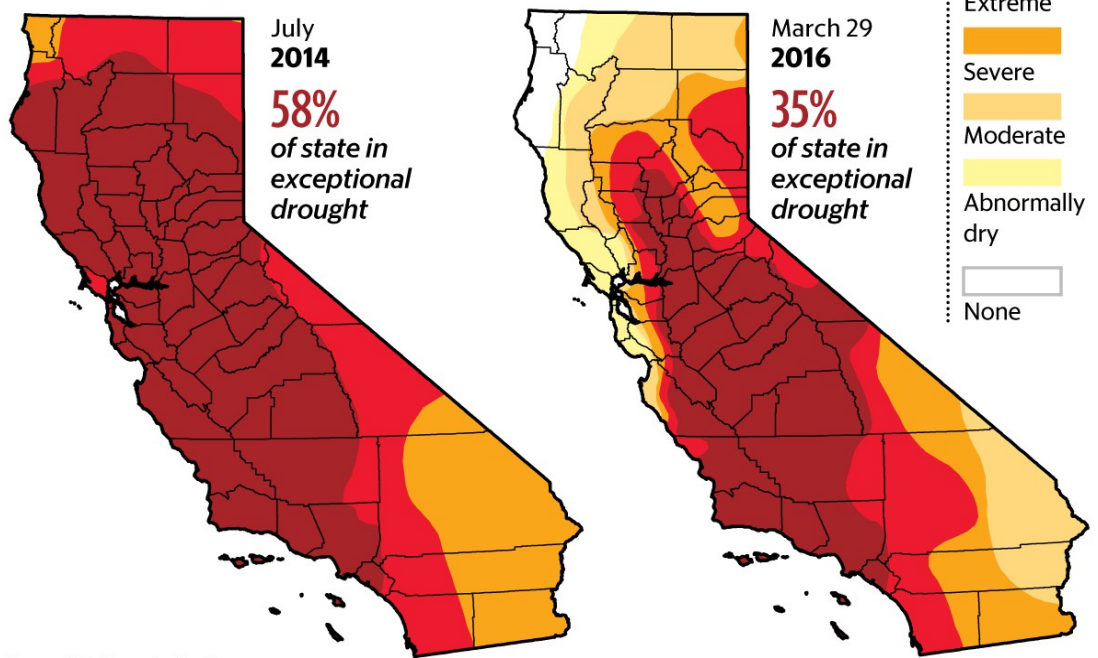 July
2014
58%
of state in
exceptional
drought
March 29
2016
35%
of state in
exceptional
drought
Extreme
Severe
Moderate
Abnormally
dry
None